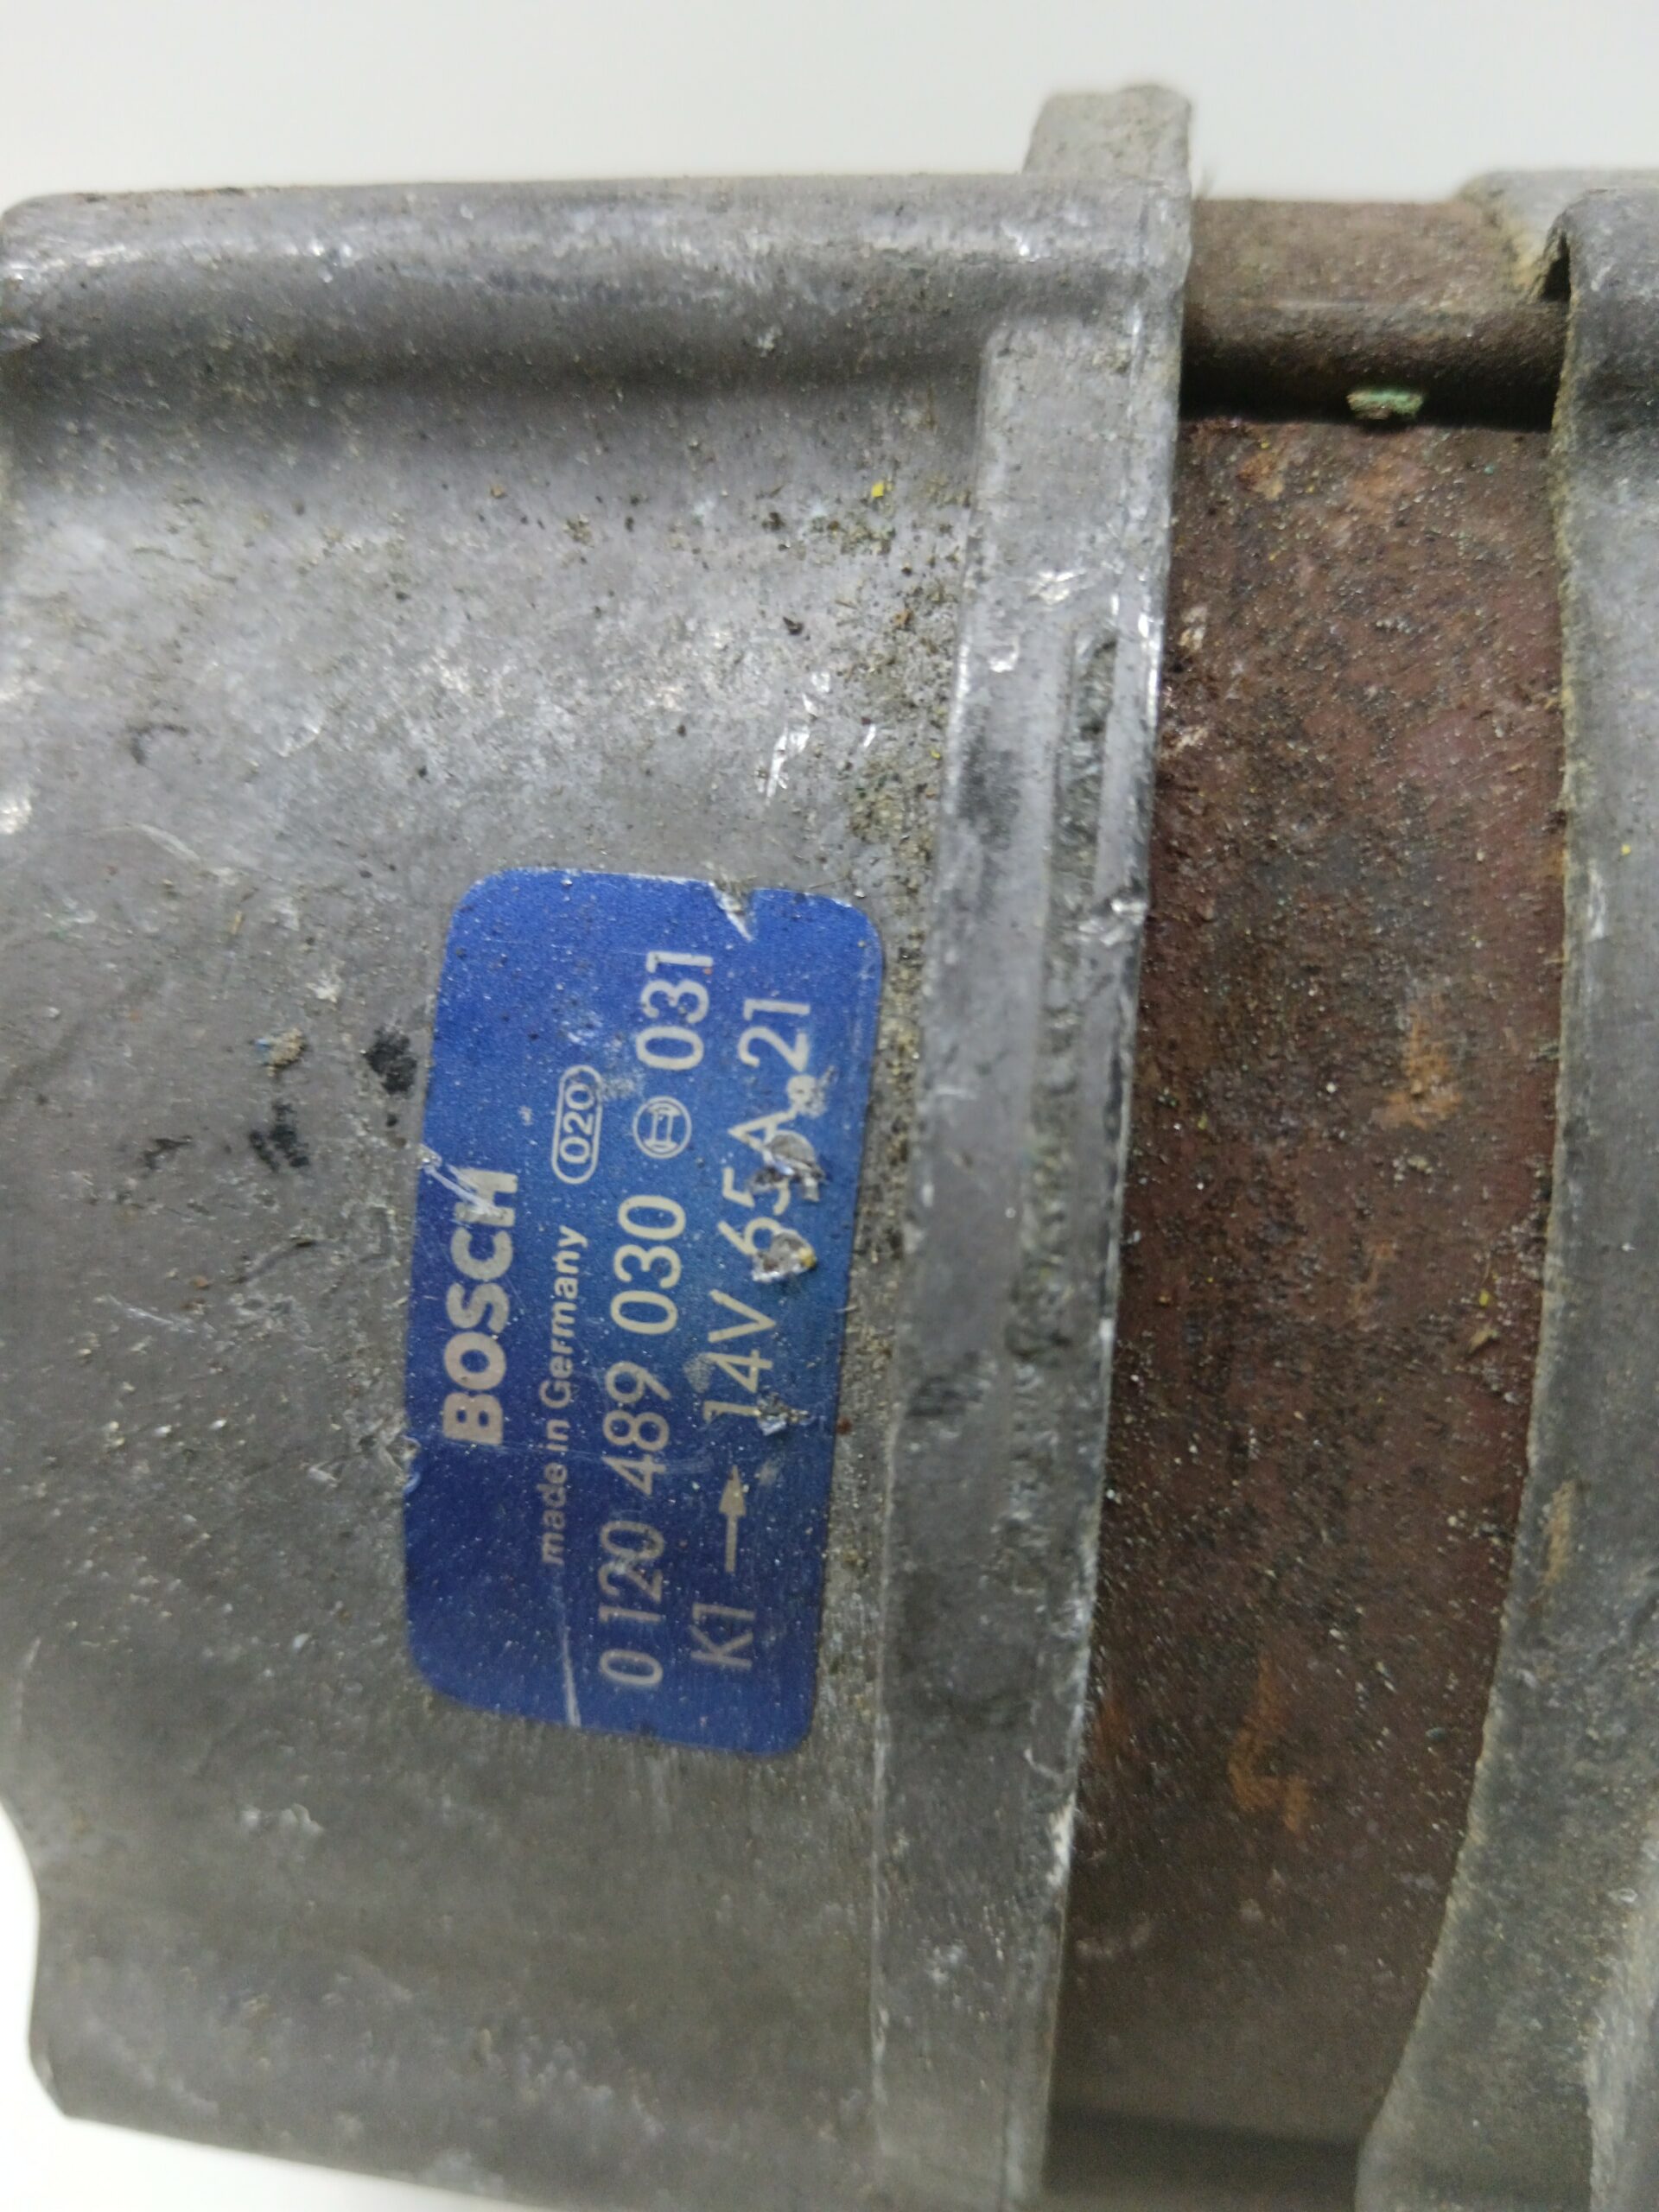 BOSCH
made in Germany 020
0 120 489 030 031
K1 → 14V 65A 21